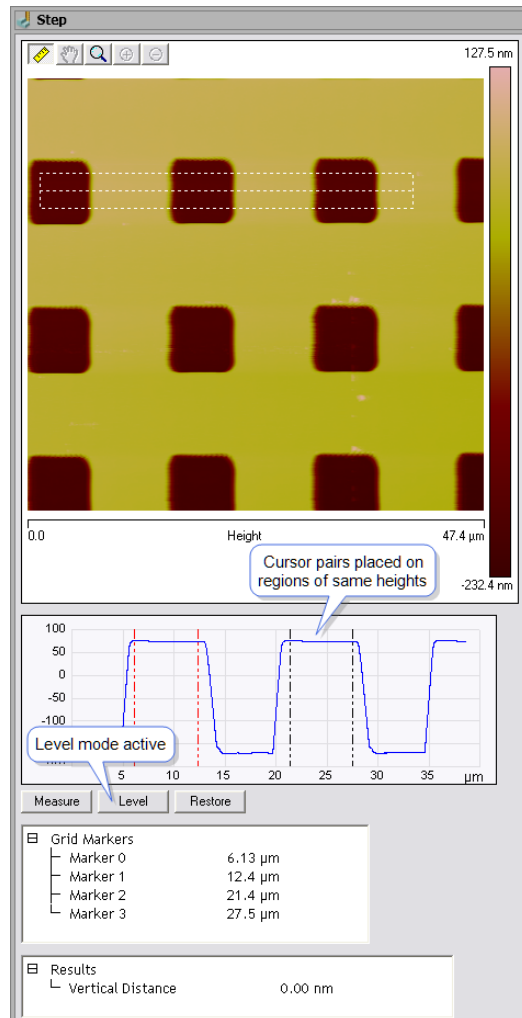 Step
127.5 nm
0.0
Height
47.4 µm
-232.4 nm
Cursor pairs placed on
regions of same heights
100
50
0
-50
-100
Level mode active
5
10
15
20
25
30
35
µm
Measure
Level
Restore
Grid Markers
Marker 0 6.13 µm
Marker 1 12.4 µm
Marker 2 21.4 µm
Marker 3 27.5 µm
Results
Vertical Distance 0.00 nm